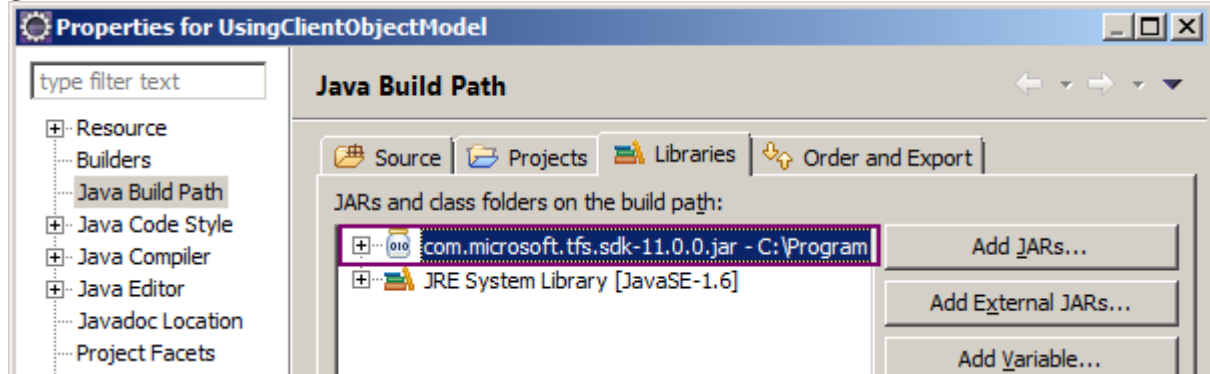 Properties for UsingClientObjectModel
type filter text
Resource
Builders
Java Build Path
Java Code Style
Java Compiler
Java Editor
Javadoc Location
Project Facets
Java Build Path
Source Projects Libraries Order and Export
JARs and class folders on the build path:
com.microsoft.tfs.sdk-11.0.0.jar - C:\Program
JRE System Library [JavaSE-1.6]
Add JARs...
Add External JARs...
Add Variable...